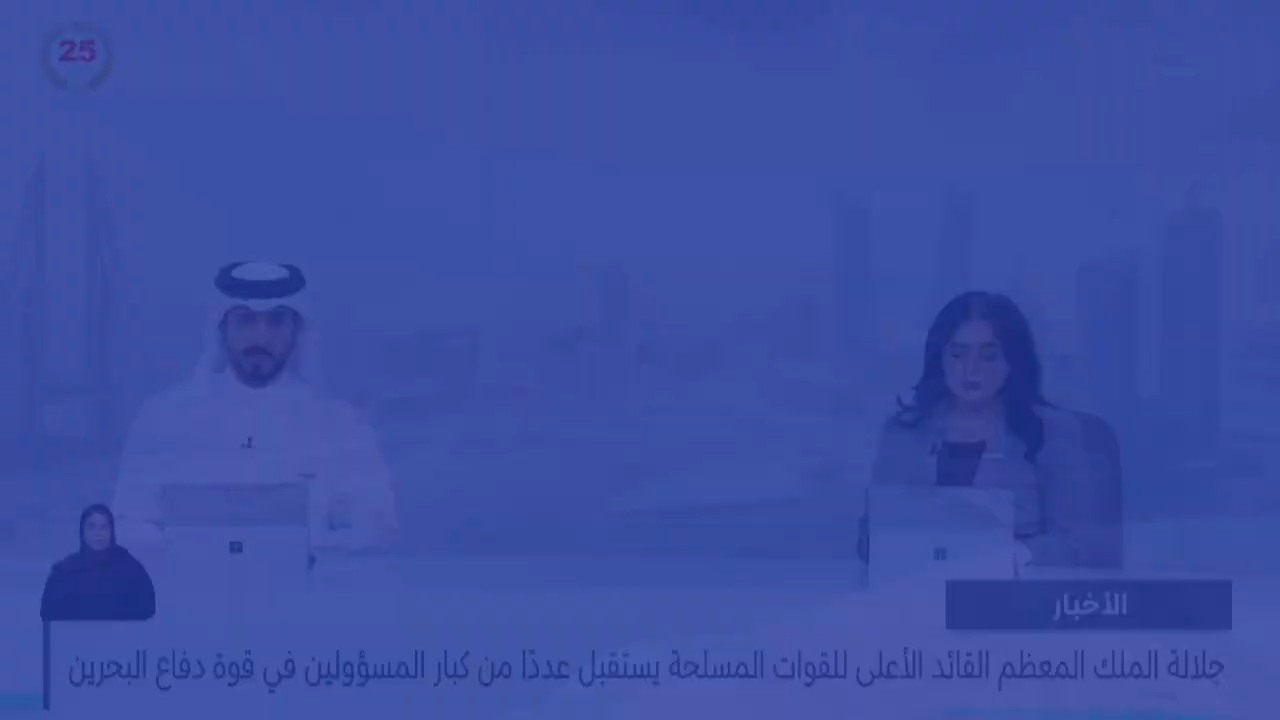 25
الأخبار
جلالة الملك المعظم القائد الأعلى للقوات المسلحة يستقبل عددًا من كبار المسؤولين في قوة دفاع البحرين